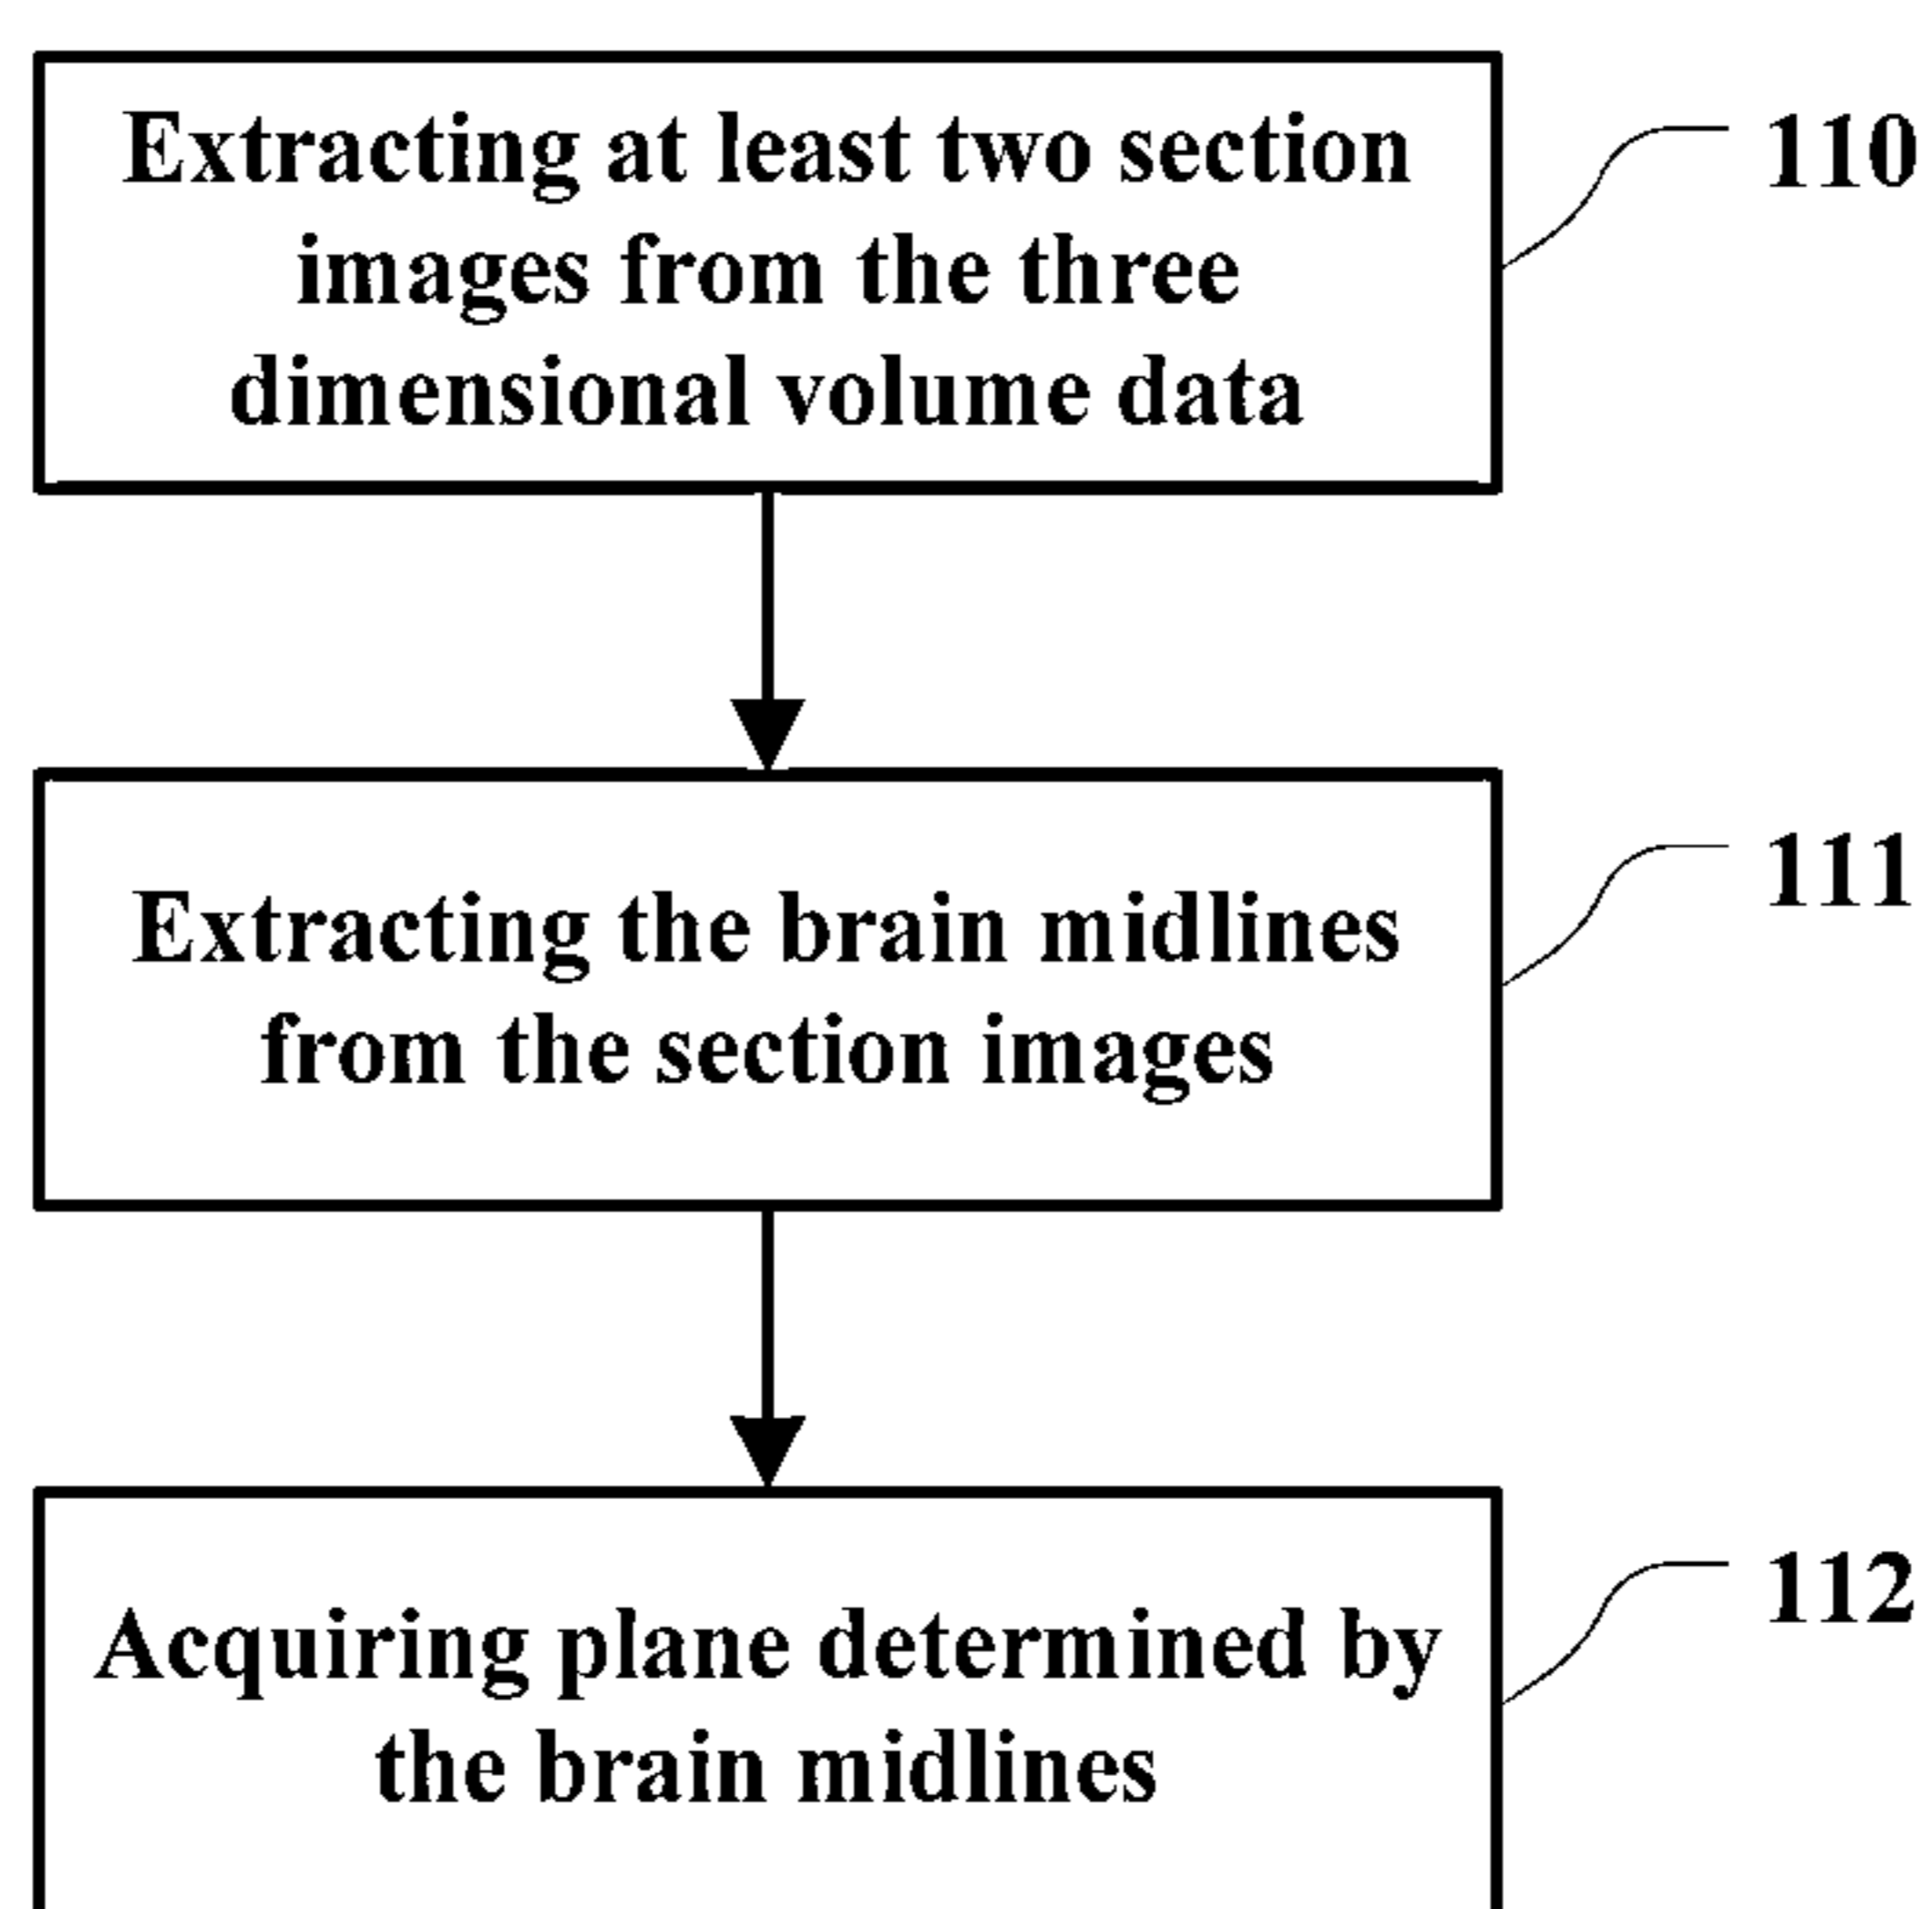 Extracting at least two section
images from the three
dimensional volume data
110
Extracting the brain midlines
from the section images
111
Acquiring plane determined by
the brain midlines
112